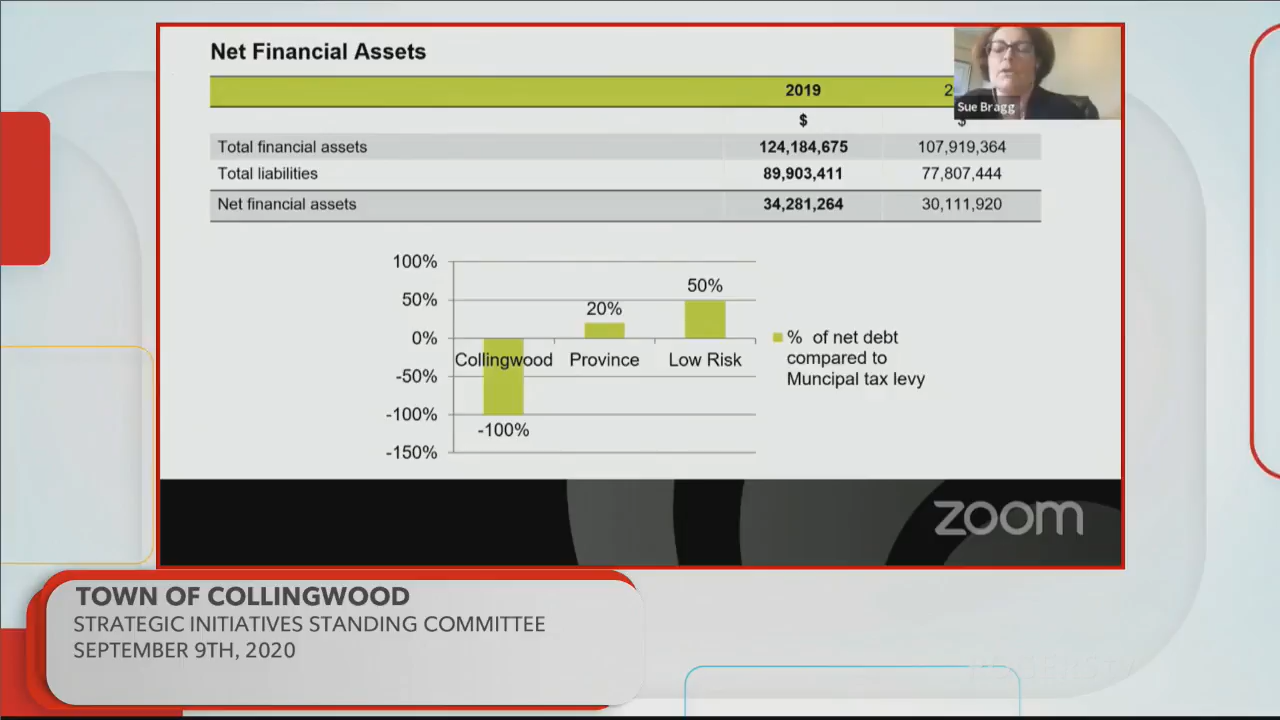 Net Financial Assets
2019
$ $
Total financial assets 124,184,675 107,919,364
Total liabilities 89,903,411 77,807,444
Net financial assets 34,281,264 30,111,920
Sue Bragg
100%
50%
0%
-50%
-100%
-150%
Collingwood Province Low Risk
-100% 20% 50%
% of net debt
compared to
Muncipal tax levy
zoom
TOWN OF COLLINGWOOD
STRATEGIC INITIATIVES STANDING COMMITTEE
SEPTEMBER 9TH, 2020